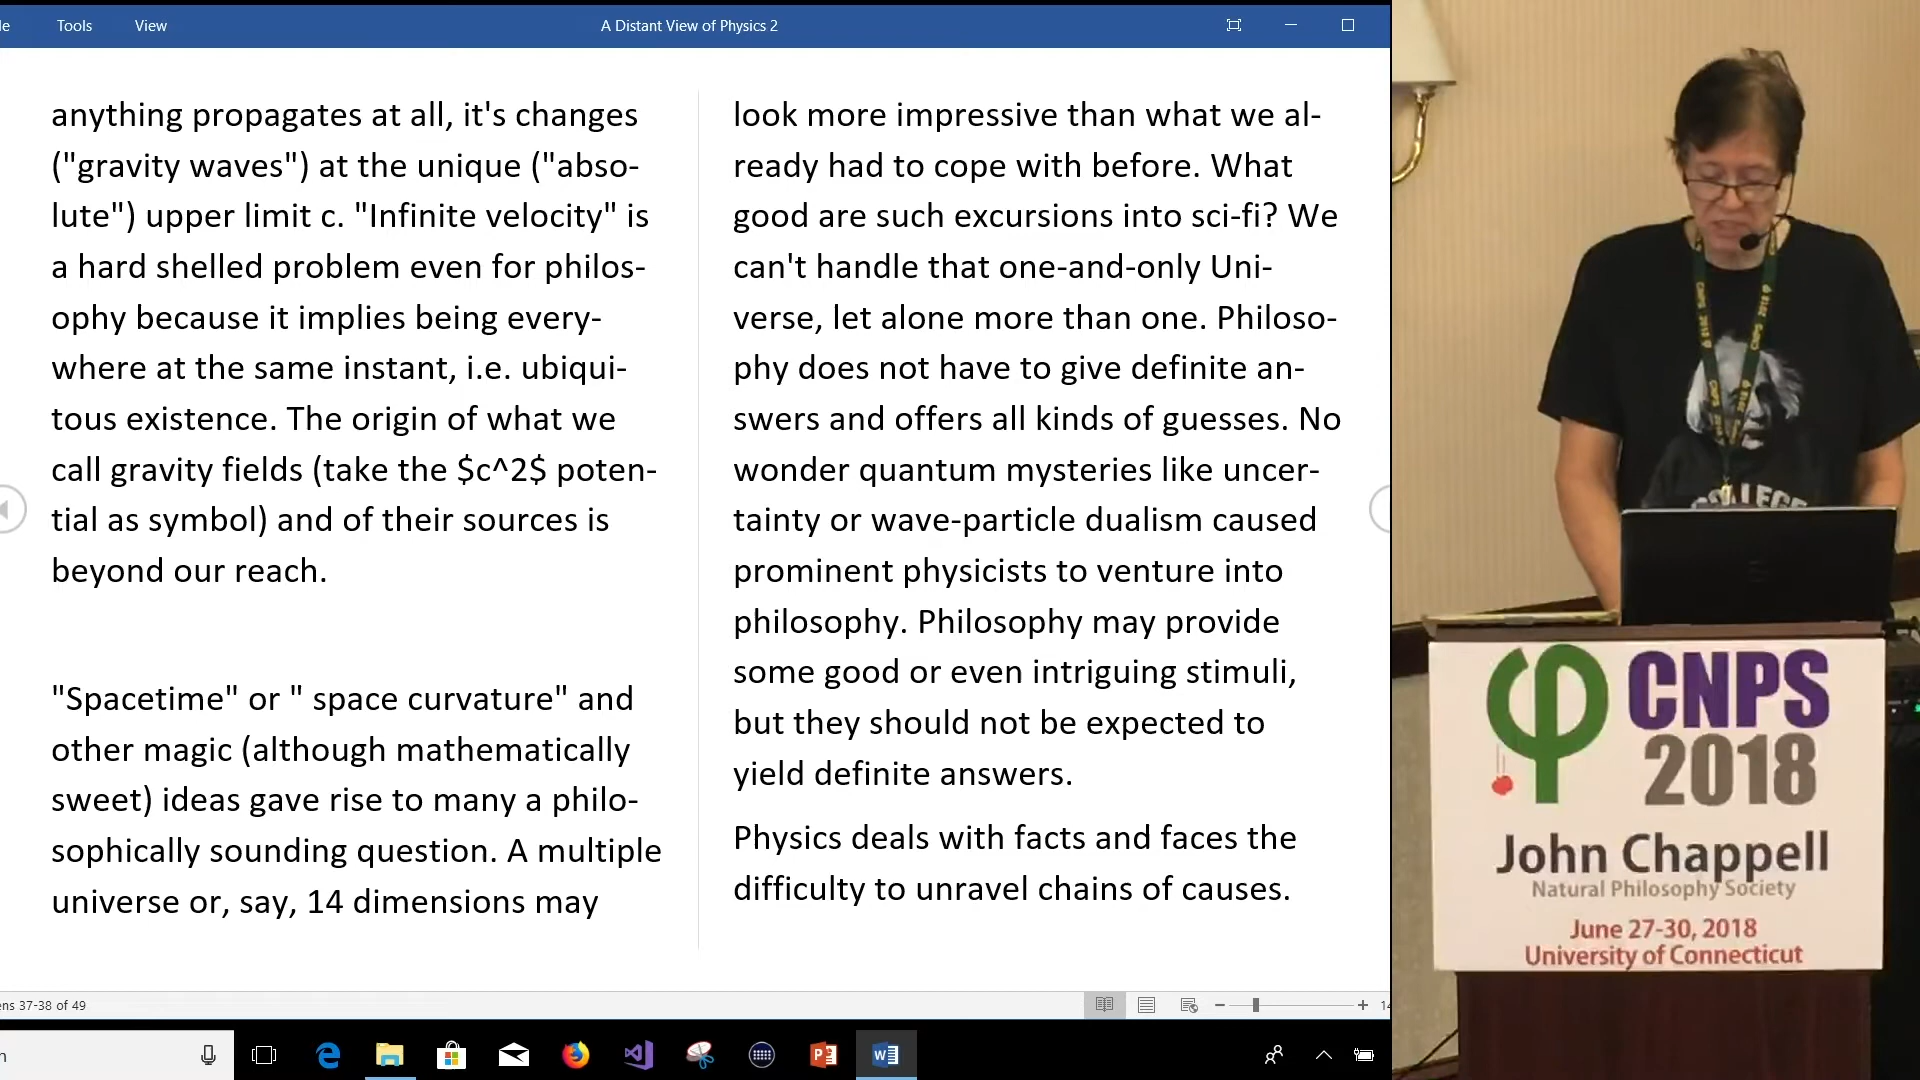 Tools View A Distant View of Physics 2
anything propagates at all, it's changes
("gravity waves") at the unique ("abso-
lute") upper limit c. "Infinite velocity" is
a hard shelled problem even for philos-
ophy because it implies being every-
where at the same instant, i.e. ubiqui-
tous existence. The origin of what we
call gravity fields (take the $c^2$ poten-
tial as symbol) and of their sources is
beyond our reach.
"Spacetime" or " space curvature" and
other magic (although mathematically
sweet) ideas gave rise to many a philo-
sophically sounding question. A multiple
universe or, say, 14 dimensions may
look more impressive than what we al-
ready had to cope with before. What
good are such excursions into sci-fi? We
can't handle that one-and-only Uni-
verse, let alone more than one. Philoso-
phy does not have to give definite an-
swers and offers all kinds of guesses. No
wonder quantum mysteries like uncer-
tainty or wave-particle dualism caused
prominent physicists to venture into
philosophy. Philosophy may provide
some good or even intriguing stimuli,
but they should not be expected to
yield definite answers.
Physics deals with facts and faces the
difficulty to unravel chains of causes.
ens 37-38 of 49
CNPS 2018
CNPS 2018
CNPS
2018
John Chappell
Natural Philosophy Society
June 27-30, 2018
University of Connecticut